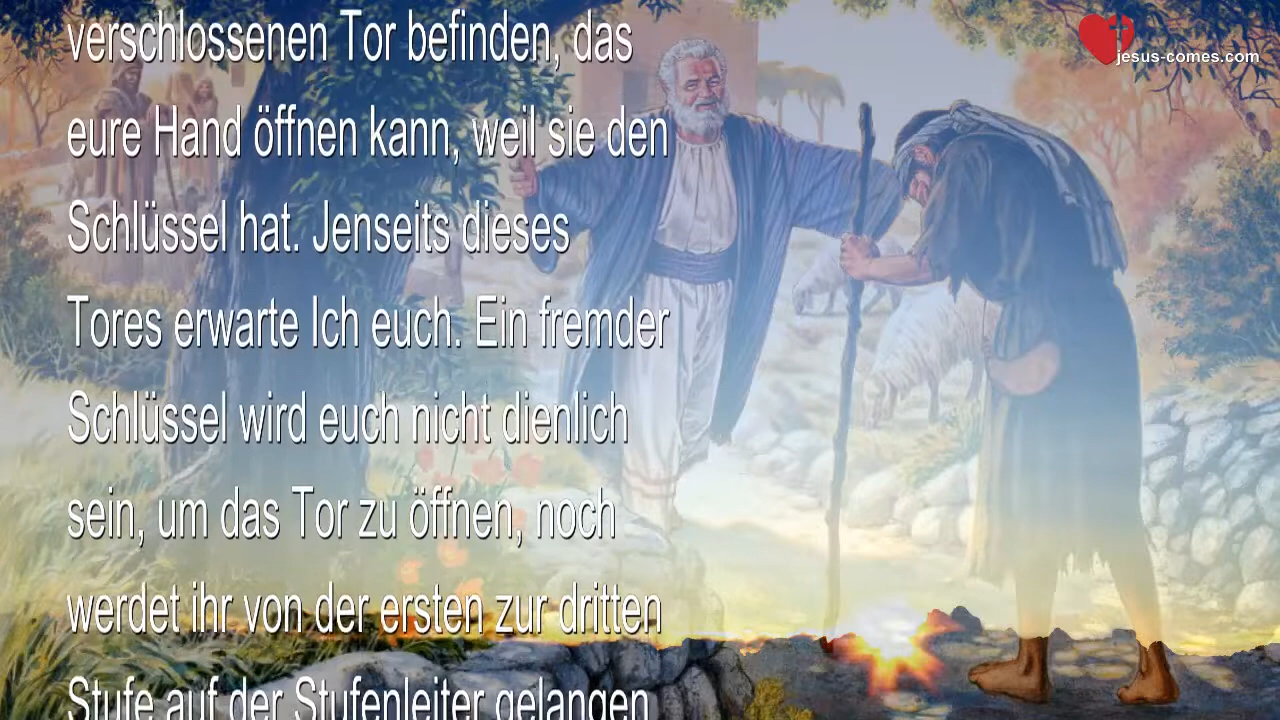 verschlossenen Tor befinden, das
eure Hand öffnen kann, weil sie den
Schlüssel hat. Jenseits dieses
Tores erwarte Ich euch. Ein fremder
Schlüssel wird euch nicht dienlich
sein, um das Tor zu öffnen, noch
werdet ihr von der ersten zur dritten
Stufe auf der Stufenleiter gelangen
jesus-comes.com